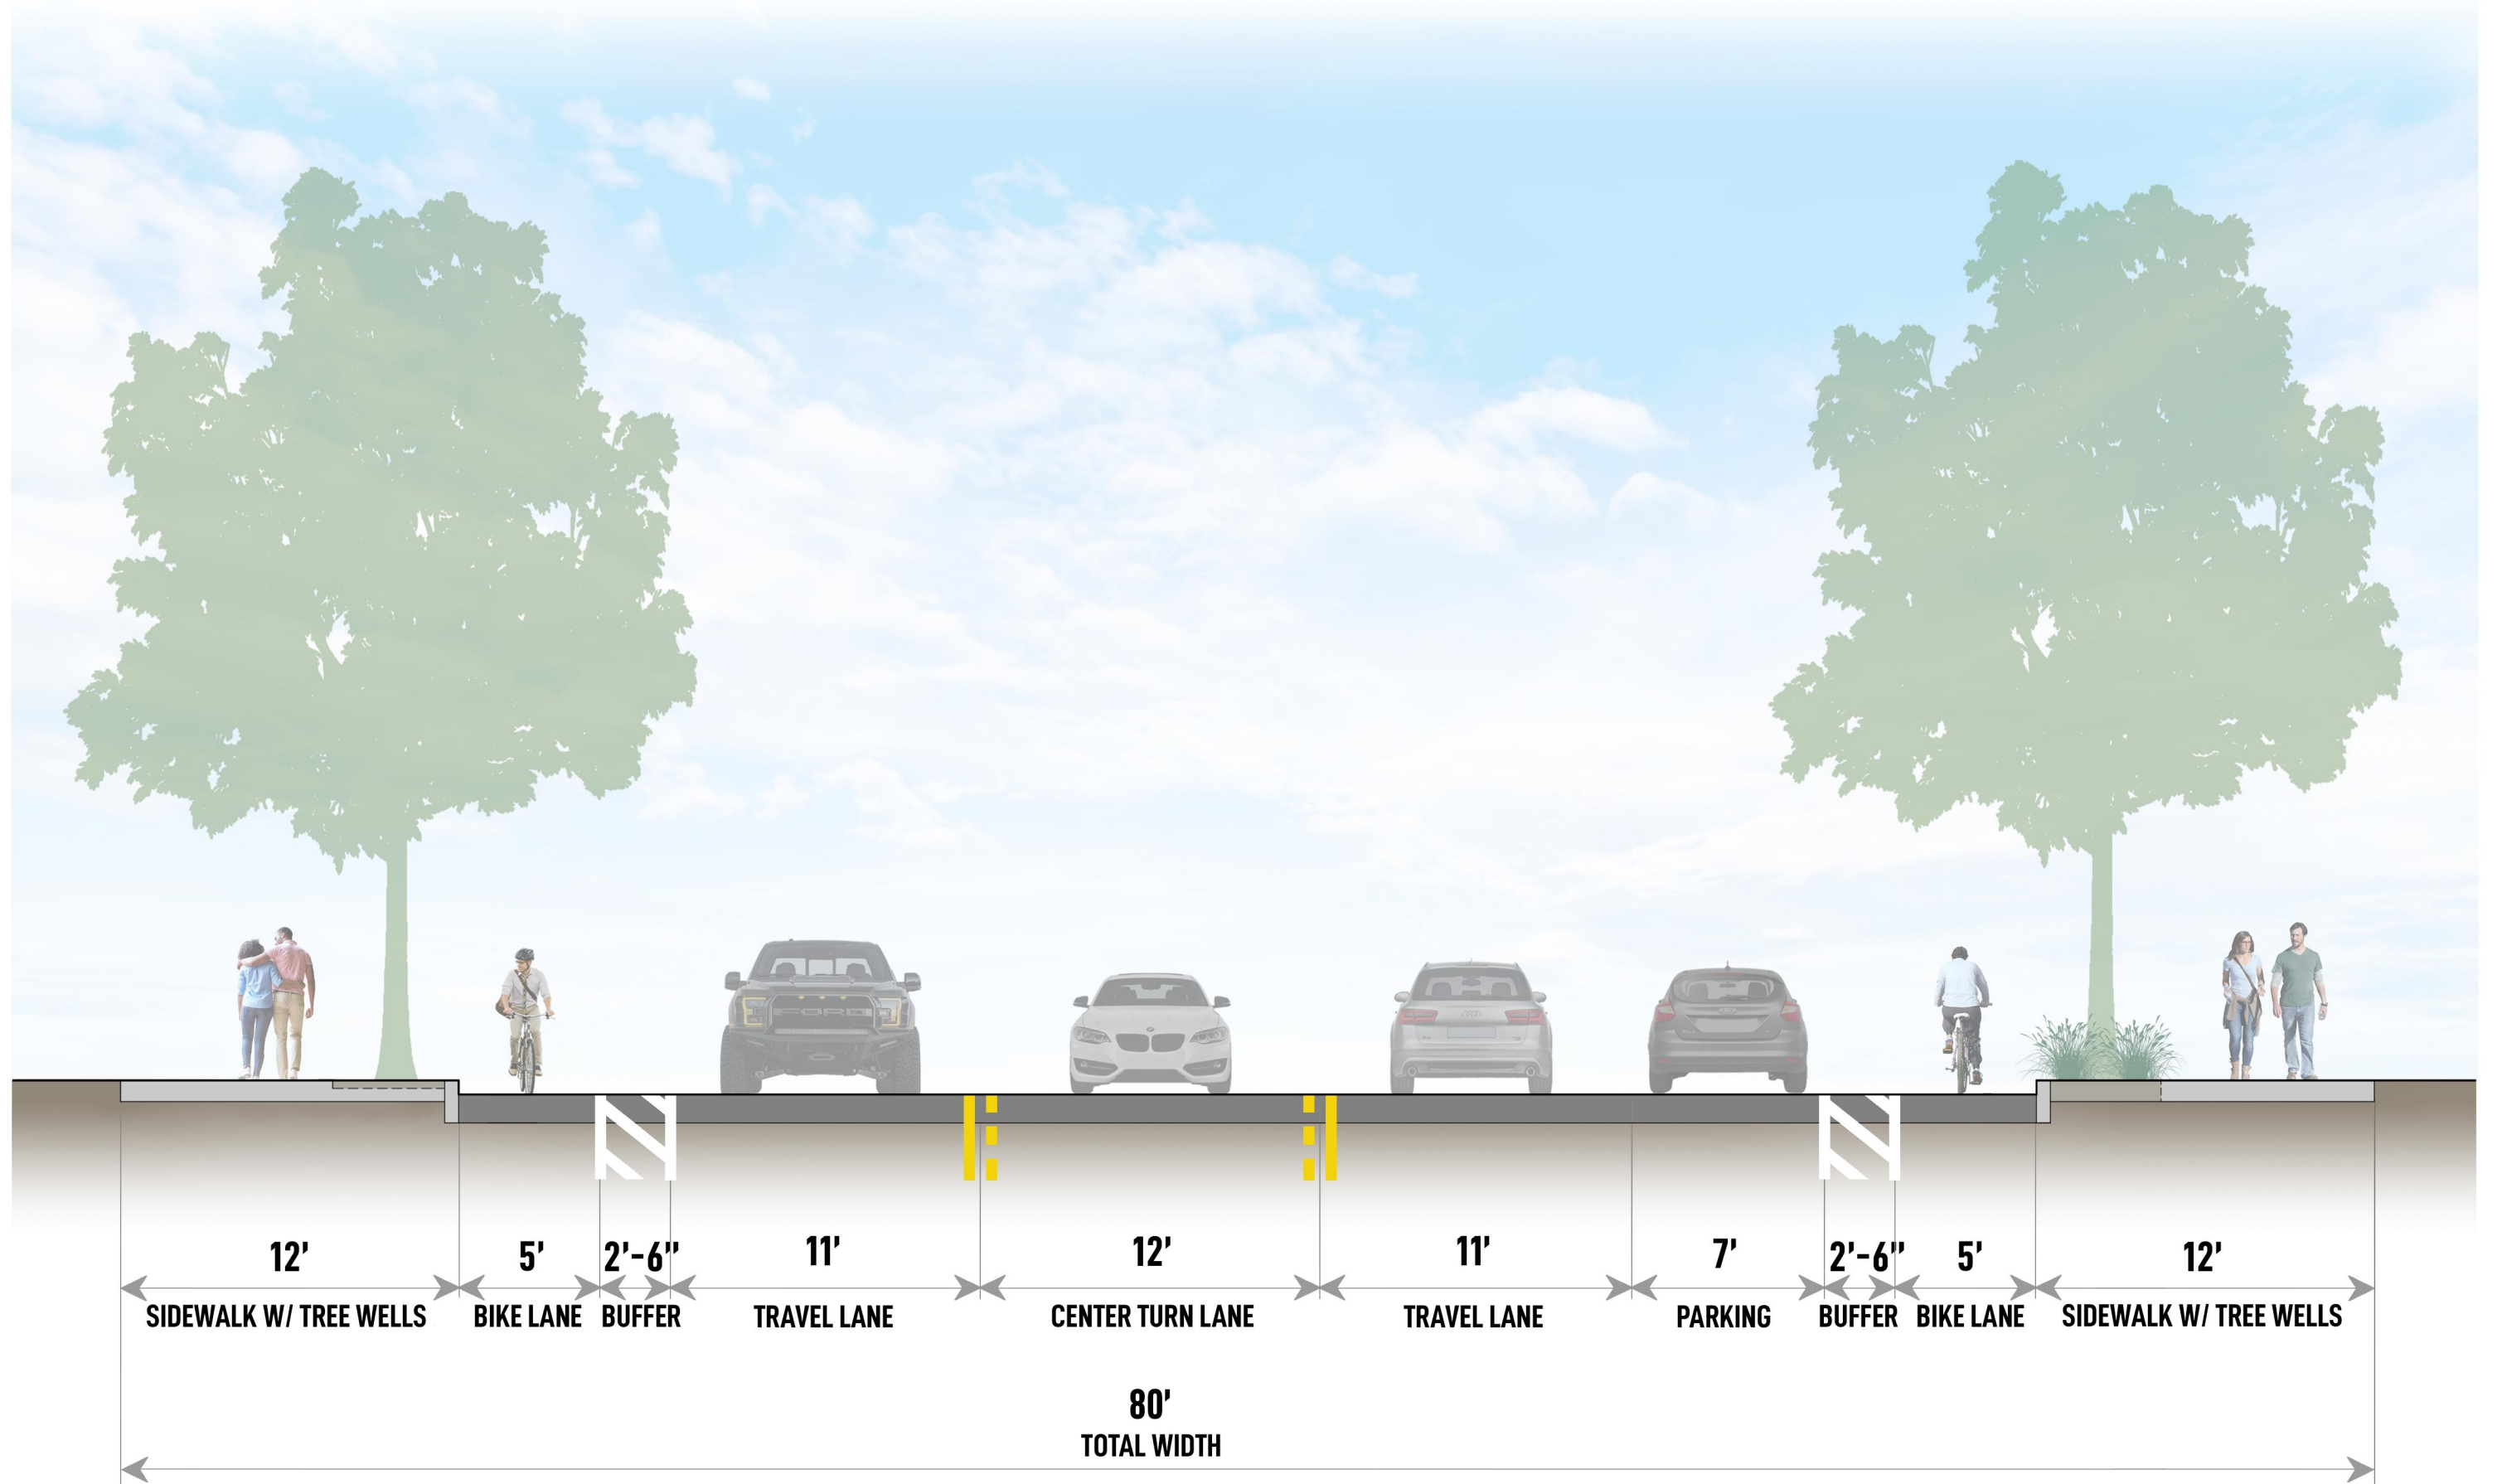 FORD
12’
5’
2’-6”
11’
12’
11’
7’
2’-6”
5’
12’
SIDEWALK W/ TREE WELLS
BIKE LANE
BUFFER
TRAVEL LANE
CENTER TURN LANE
TRAVEL LANE
PARKING
BUFFER
BIKE LANE
SIDEWALK W/ TREE WELLS
80’
TOTAL WIDTH